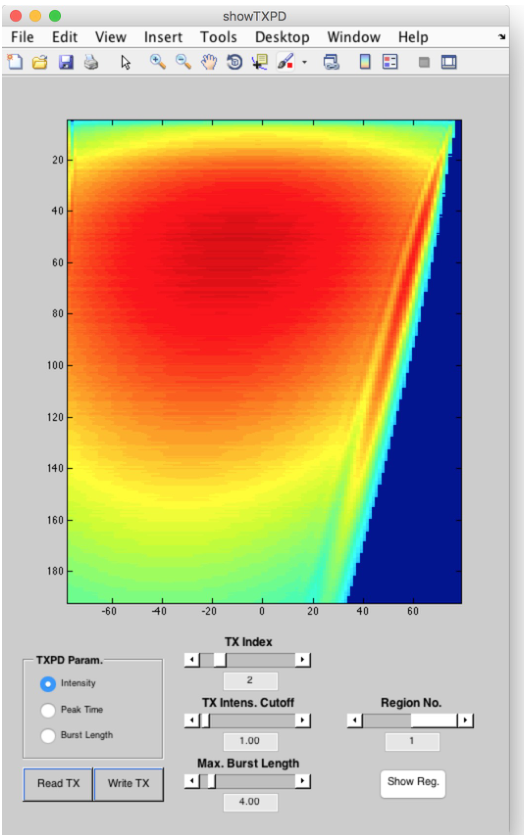 showTXPD
File Edit View Insert Tools Desktop Window Help
20
40
60
80
100
120
140
160
180
-60 -40 -20 0 20 40 60
TX Index
2
TXPD Param.
Intensity
Peak Time
Burst Length
TX Intens. Cutoff
1.00
Region No.
1
Max. Burst Length
4.00
Read TX Write TX
Show Reg.